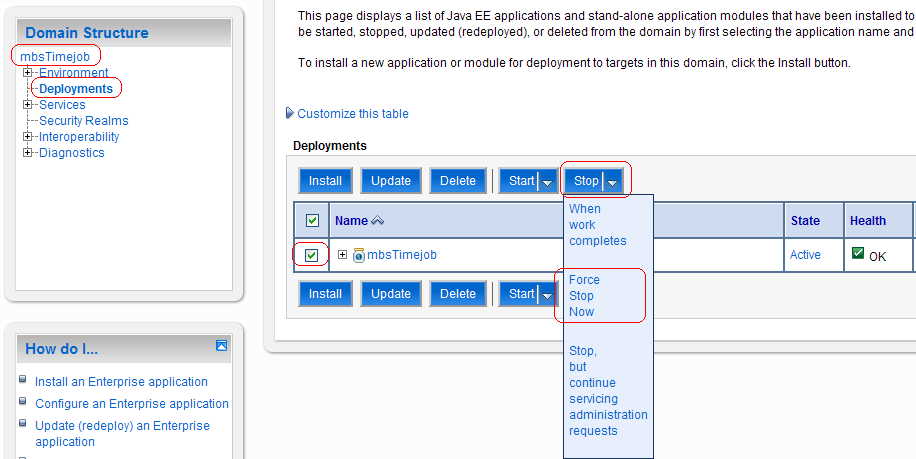 Domain Structure
mbsTimejob
Environment
Deployments
Services
Security Realms
Interoperability
Diagnostics
How do I...
Install an Enterprise application
Configure an Enterprise application
Update (redeploy) an Enterprise
application
This page displays a list of Java EE applications and stand-alone application modules that have been installed to
be started, stopped, updated (redeployed), or deleted from the domain by first selecting the application name and
To install a new application or module for deployment to targets in this domain, click the Install button.
Customize this table
Deployments
Install Update Delete Start Stop
When
work
completes
Name State Health
mbsTimejob Active OK
Force
Stop
Now
Install Update Delete Start
Stop,
but
continue
servicing
administration
requests